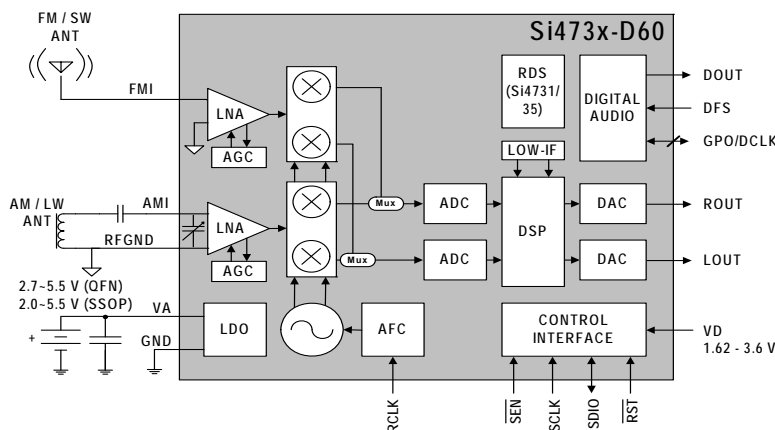 Si473x-D60
FM / SW
ANT
FMI
LNA
AGC
RDS
(Si4731/
35)
DIGITAL
AUDIO
DOUT
DFS
GPO/DCLK
LOW-IF
AM / LW
ANT
AMI
RFGND
LNA
AGC
Mux
Mux
ADC
ADC
DSP
DAC
DAC
ROUT
LOUT
2.7~5.5 V (QFN)
2.0~5.5 V (SSOP)
VA
+
GND
LDO
AFC
CONTROL
INTERFACE
VD
1.62 - 3.6 V
RCLK
SEN
SCLK
SDIO
RST